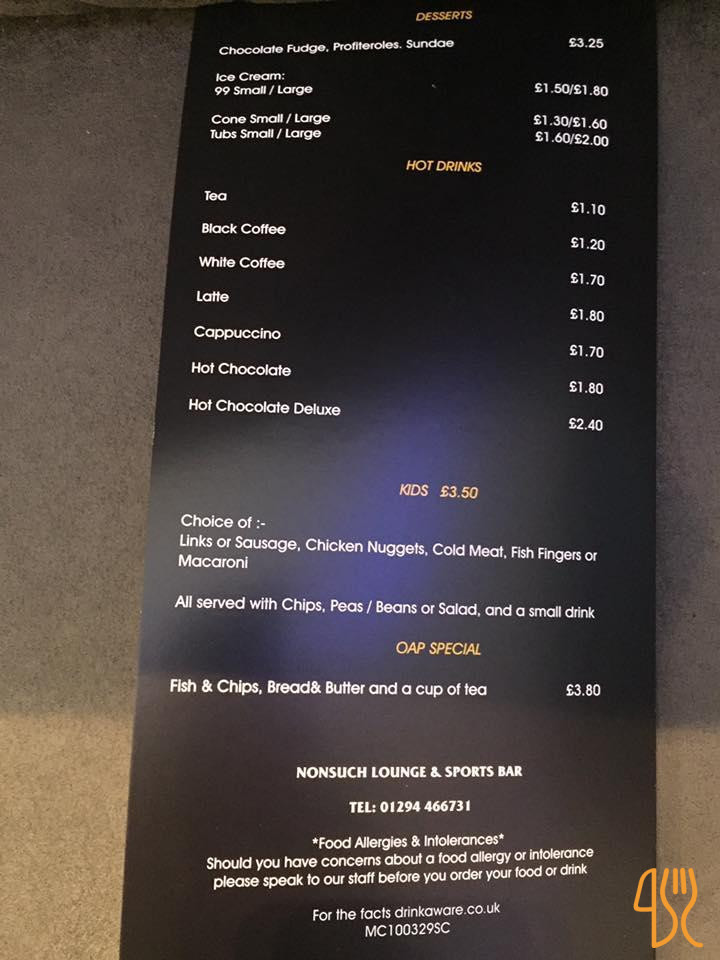 DESSERTS
Chocolate Fudge, Profiteroles. Sundae £3.25
Ice Cream:
99 Small / Large £1.50/£1.80
Cone Small / Large £1.30/£1.60
Tubs Small / Large £1.60/£2.00
HOT DRINKS
Tea £1.10
Black Coffee £1.20
White Coffee £1.70
Latte £1.80
Cappuccino £1.70
Hot Chocolate £1.80
Hot Chocolate Deluxe £2.40
KIDS £3.50
Choice of :-
Links or Sausage, Chicken Nuggets, Cold Meat, Fish Fingers or
Macaroni
All served with Chips, Peas / Beans or Salad, and a small drink
OAP SPECIAL
Fish & Chips, Bread& Butter and a cup of tea £3.80
NONSUCH LOUNGE & SPORTS BAR
TEL: 01294 466731
*Food Allergies & Intolerances*
Should you have concerns about a food allergy or intolerance
please speak to our staff before you order your food or drink
For the facts drinkaware.co.uk
MC100329SC